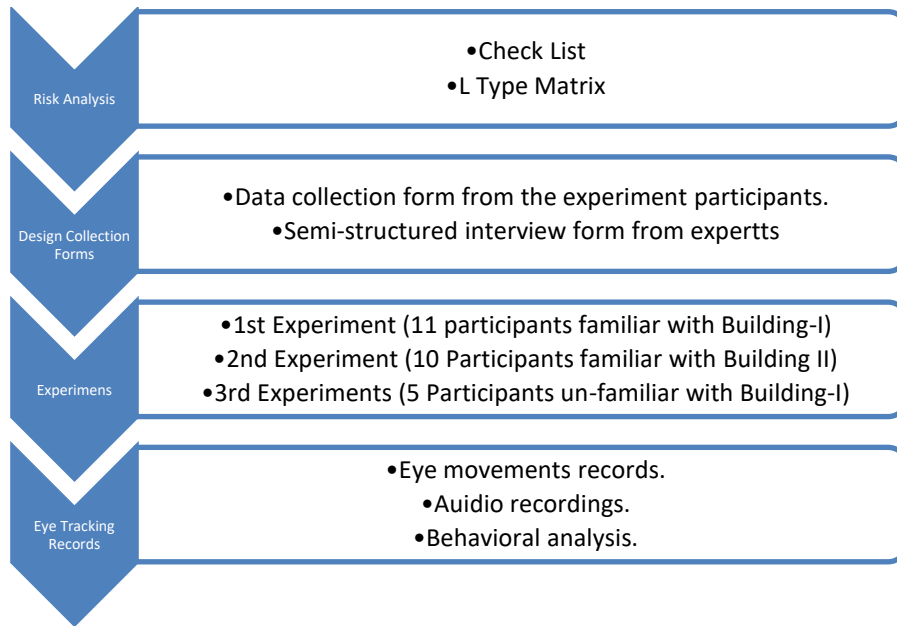 Risk Analysis
•Check List
•L Type Matrix
Design Collection
Forms
•Data collection form from the experiment participants.
•Semi-structured interview form from expertts
Experimens
•1st Experiment (11 participants familiar with Building-I)
•2nd Experiment (10 Participants familiar with Building II)
•3rd Experiments (5 Participants un-familiar with Building-I)
Eye Tracking
Records
•Eye movements records.
•Auidio recordings.
•Behavioral analysis.